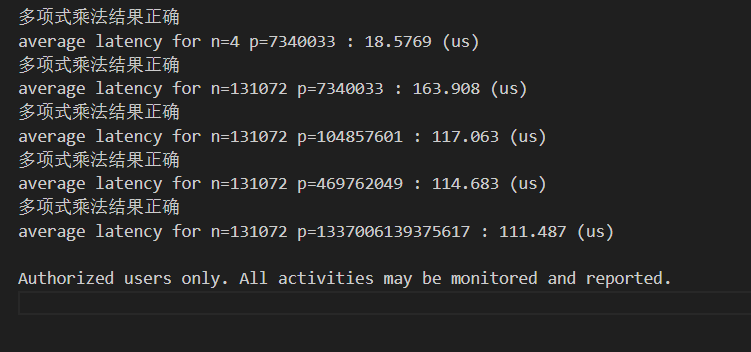 多项式乘法结果正确
average latency for n=4 p=7340033 : 18.5769 (us)
多项式乘法结果正确
average latency for n=131072 p=7340033 : 163.908 (us)
多项式乘法结果正确
average latency for n=131072 p=104857601 : 117.063 (us)
多项式乘法结果正确
average latency for n=131072 p=469762049 : 114.683 (us)
多项式乘法结果正确
average latency for n=131072 p=1337006139375617 : 111.487 (us)
Authorized users only. All activities may be monitored and reported.